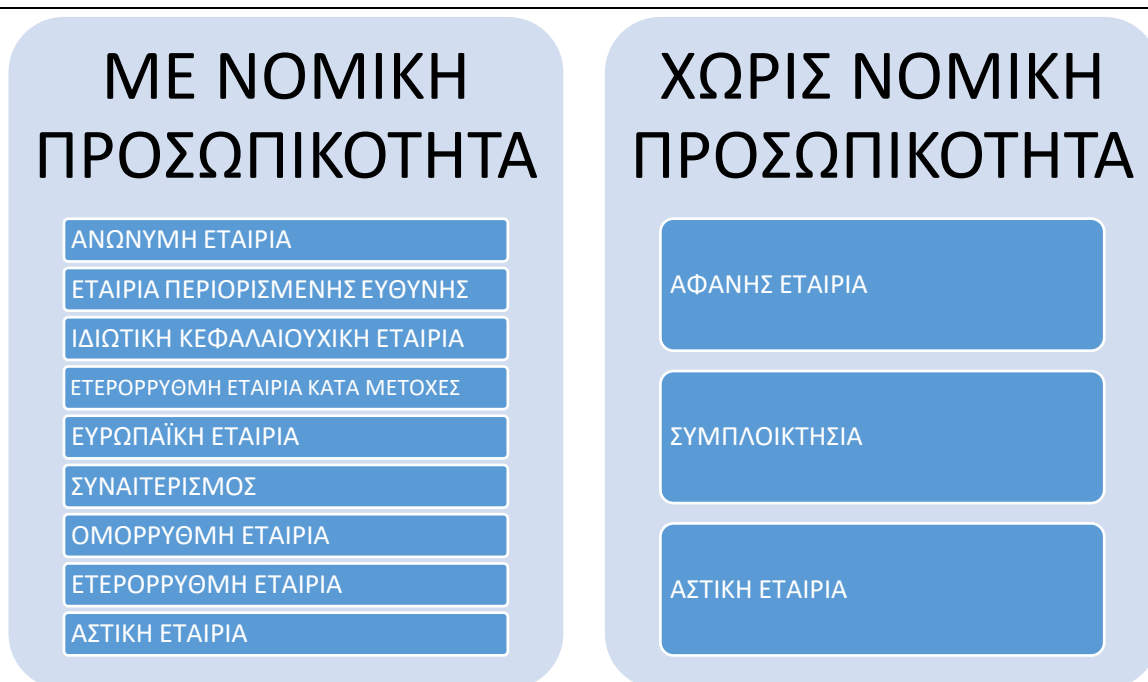 ΜΕ ΝΟΜΙΚΗ
ΠΡΟΣΩΠΙΚΟΤΗΤΑ
ΑΝΩΝΥΜΗ ΕΤΑΙΡΙΑ
ΕΤΑΙΡΙΑ ΠΕΡΙΟΡΙΣΜΕΝΗΣ ΕΥΘΥΝΗΣ
ΙΔΙΩΤΙΚΗ ΚΕΦΑΛΑΙΟΥΧΙΚΗ ΕΤΑΙΡΙΑ
ΕΤΕΡΟΡΡΥΘΜΗ ΕΤΑΙΡΙΑ ΚΑΤΑ ΜΕΤΟΧΕΣ
ΕΥΡΩΠΑΪΚΗ ΕΤΑΙΡΙΑ
ΣΥΝΑΙΤΕΡΙΣΜΟΣ
ΟΜΟΡΡΥΘΜΗ ΕΤΑΙΡΙΑ
ΕΤΕΡΟΡΡΥΘΜΗ ΕΤΑΙΡΙΑ
ΑΣΤΙΚΗ ΕΤΑΙΡΙΑ
ΧΩΡΙΣ ΝΟΜΙΚΗ
ΠΡΟΣΩΠΙΚΟΤΗΤΑ
ΑΦΑΝΗΣ ΕΤΑΙΡΙΑ
ΣΥΜΠΛΟΙΚΤΗΣΙΑ
ΑΣΤΙΚΗ ΕΤΑΙΡΙΑ